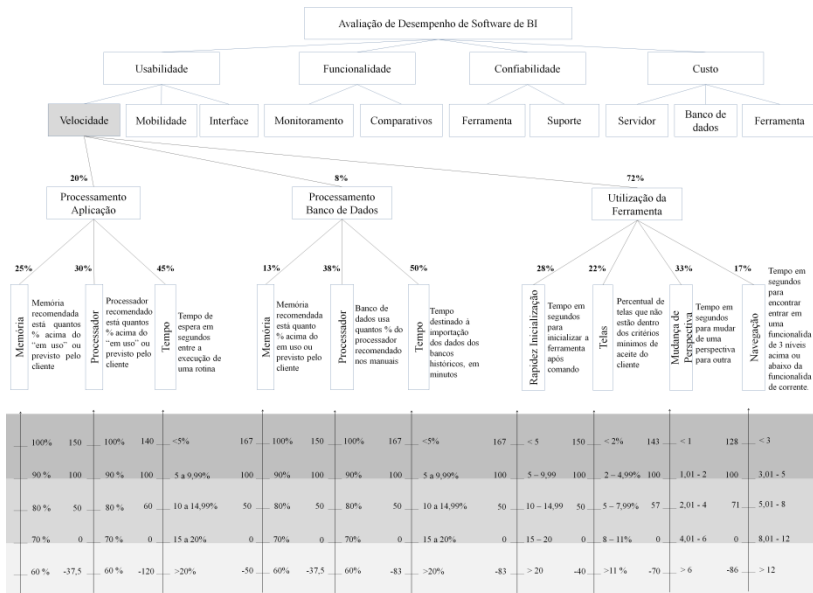 Avaliação de Desempenho de Software de BI
Usabilidade
Funcionalidade
Confiabilidade
Custo
Velocidade
Mobilidade
Interface
Monitoramento
Comparativos
Ferramenta
Suporte
Servidor
Banco de
dados
Ferramenta
20%
8%
72%
Processamento
Aplicação
Processamento
Banco de Dados
Utilização da
Ferramenta
25%
30%
45%
13%
38%
50%
28%
22%
33%
17%
Memória
Memória
recomendada
está quantos
% acima do
"em uso" ou
previsto pelo
cliente
Processador
Processador
recomendado
está quantos
% acima do
"em uso" ou
previsto pelo
cliente
Tempo
Tempo de
espera em
segundos
entre a
execução de
uma rotina
Memória
Memória
recomendada
está quantos
% acima do
em uso ou
previsto pelo
cliente
Processador
Banco de
dados usa
quantos % do
processador
recomendado
nos manuais
Tempo
Tempo
destinado à
importação
dos dados dos
bancos
históricos, em
minutos
Rapidez Inicialização
Tempo em
segundos
para
inicializar a
ferramenta
após
comando
Telas
Percentual de
telas que não
estão dentro
dos critérios
mínimos de
aceite do
cliente
Mudança de
Perspectiva
Tempo em
segundos
para mudar
de uma
perspectiva
para outra
Navegação
Tempo em
segundos
para
encontrar
entrar em
uma
funcionalida
de 3 níveis
acima ou
abaixo da
funcionalida
de corrente.
100% 150 100% 140 <5% 167 100% 150 100% 167 <5% 167 < 5 150 < 2% 143 < 1 128 < 3
90 % 100 90 % 100 5 a 9,99% 100 90% 100 90% 100 5 a 9,99% 100 5 – 9,99 100 2 – 4,99% 100 1,01 - 2 100 3,01 - 5
80 % 50 80 % 60 10 a 14,99% 50 80% 50 80% 50 10 a 14,99% 50 10 – 14,99 50 5 – 7,99% 57 2,01 - 4 71 5,01 - 8
70 % 0 70 % 0 15 a 20% 0 70% 0 70% 0 15 a 20% 0 15 – 20 0 8 – 11% 0 4,01 - 6 0 8,01 - 12
60 % -37,5 60 % -120 >20% -50 60% -37,5 60% -83 >20% -83 > 20 -40 >11 % -70 > 6 -86 > 12